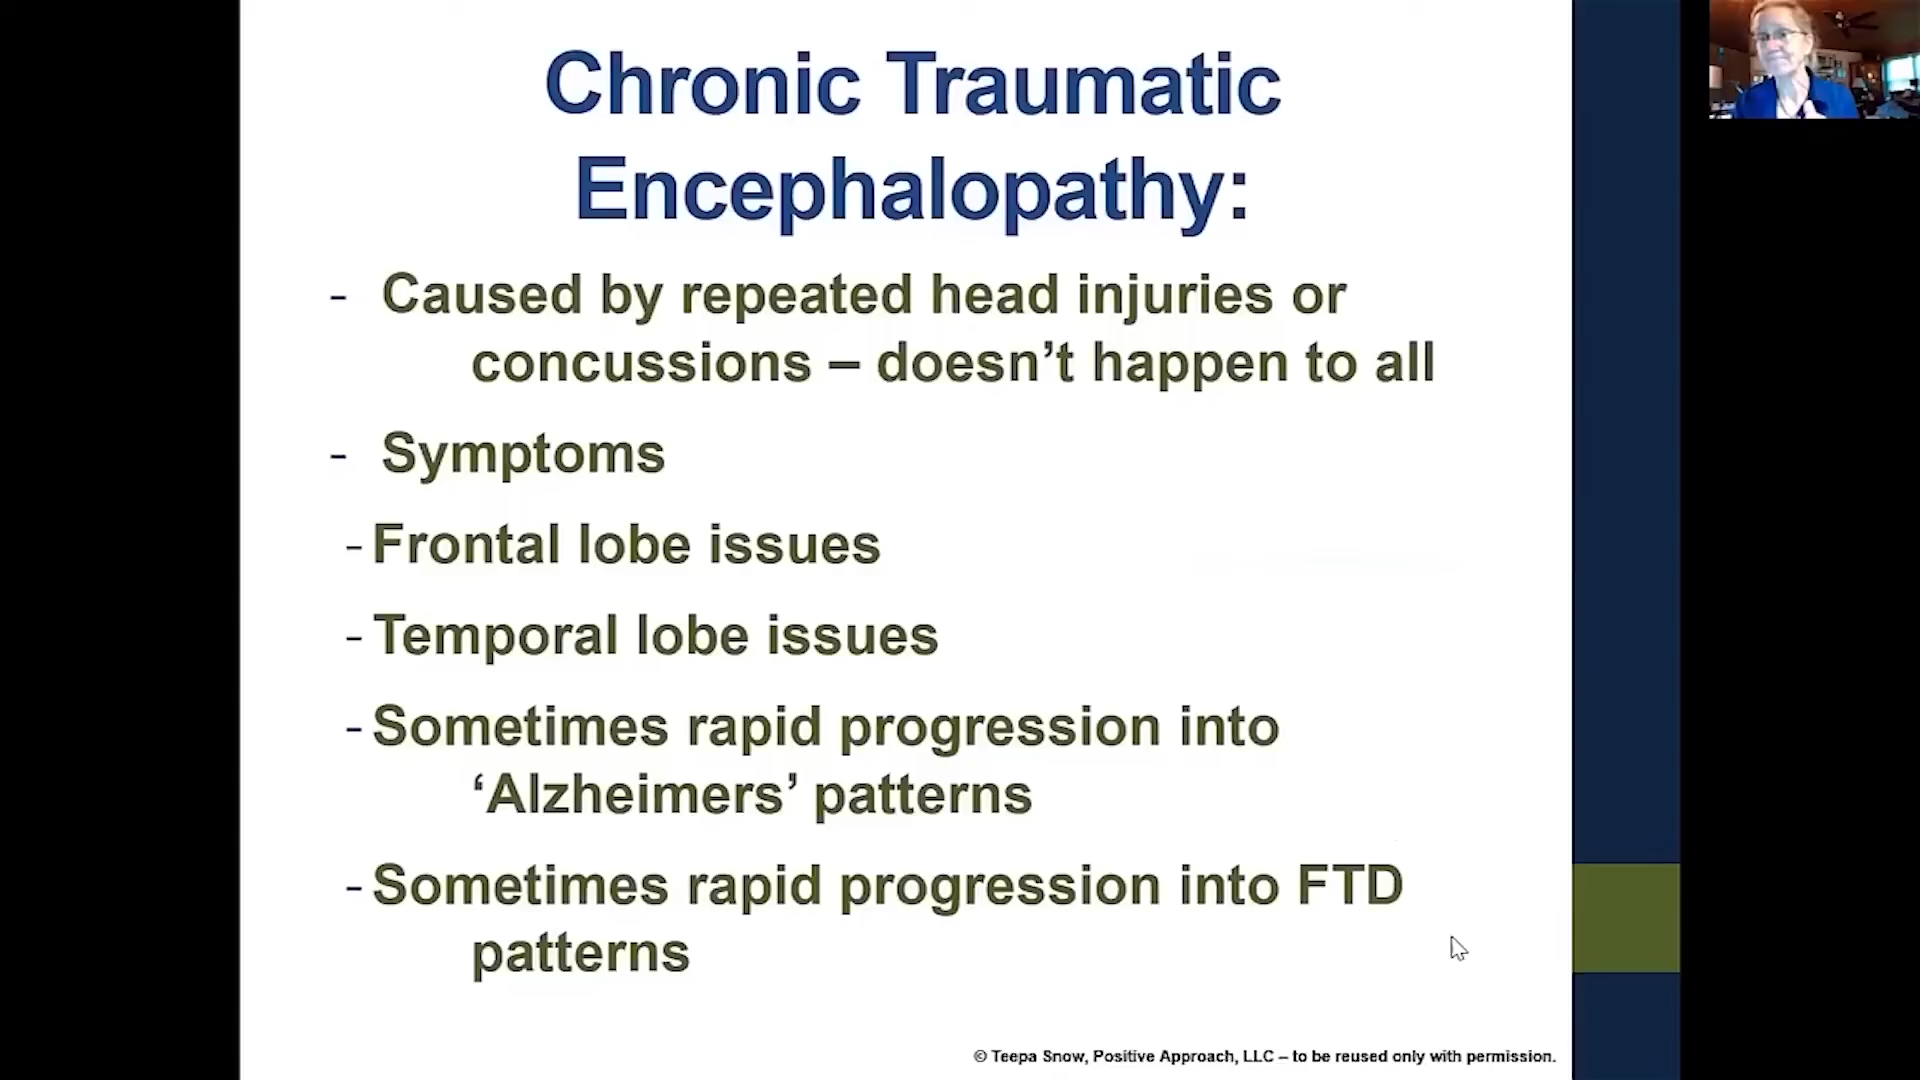 Chronic Traumatic
Encephalopathy:
- Caused by repeated head injuries or
concussions – doesn’t happen to all
- Symptoms
- Frontal lobe issues
- Temporal lobe issues
- Sometimes rapid progression into
‘Alzheimers’ patterns
- Sometimes rapid progression into FTD
patterns
© Teepa Snow, Positive Approach, LLC – to be reused only with permission.